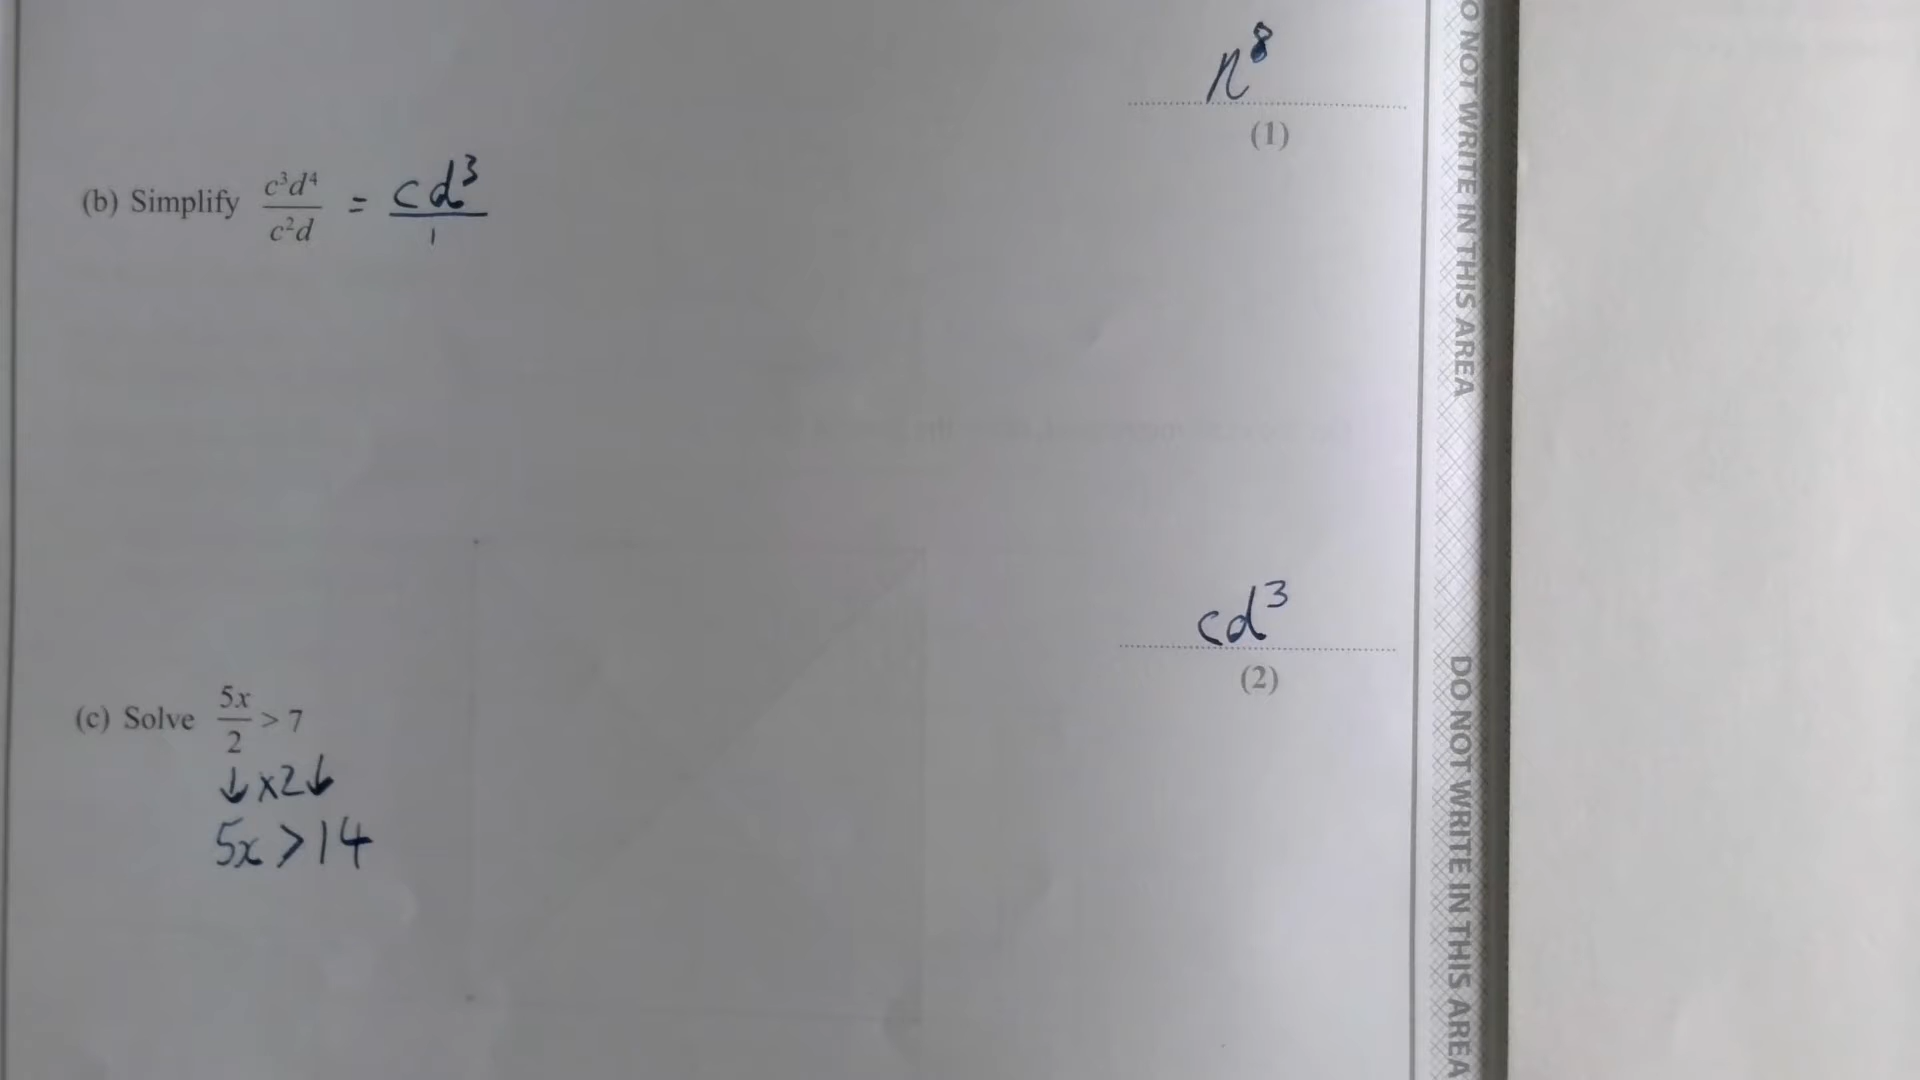 n⁸
(1)
(b) Simplify c³d⁴/c²d = cd³/1
cd³
(2)
(c) Solve 5x/2 > 7
↓×2↓
5x > 14
O NOT WRITE IN THIS AREA
DO NOT WRITE IN THIS AREA